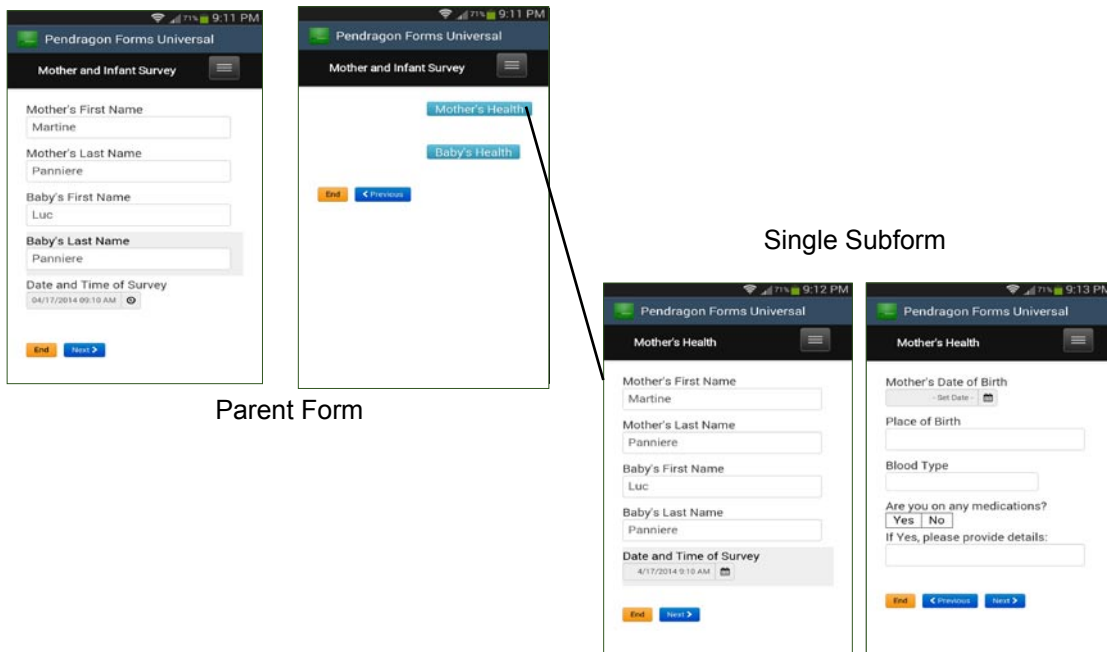 71% 9:11 PM
Pendragon Forms Universal
Mother and Infant Survey
Mother's First Name
Martine
Mother's Last Name
Panniere
Baby's First Name
Luc
Baby's Last Name
Panniere
Date and Time of Survey
04/17/2014 09:10 AM
End Next
71% 9:11 PM
Pendragon Forms Universal
Mother and Infant Survey
Mother's Health
Baby's Health
End Previous
Parent Form
Single Subform
71% 9:12 PM
Pendragon Forms Universal
Mother's Health
Mother's First Name
Martine
Mother's Last Name
Panniere
Baby's First Name
Luc
Baby's Last Name
Panniere
Date and Time of Survey
4/17/2014 9:10 AM
End Next
71% 9:13 PM
Pendragon Forms Universal
Mother's Health
Mother's Date of Birth
- Set Date -
Place of Birth
Blood Type
Are you on any medications?
Yes No
If Yes, please provide details:
End Previous Next